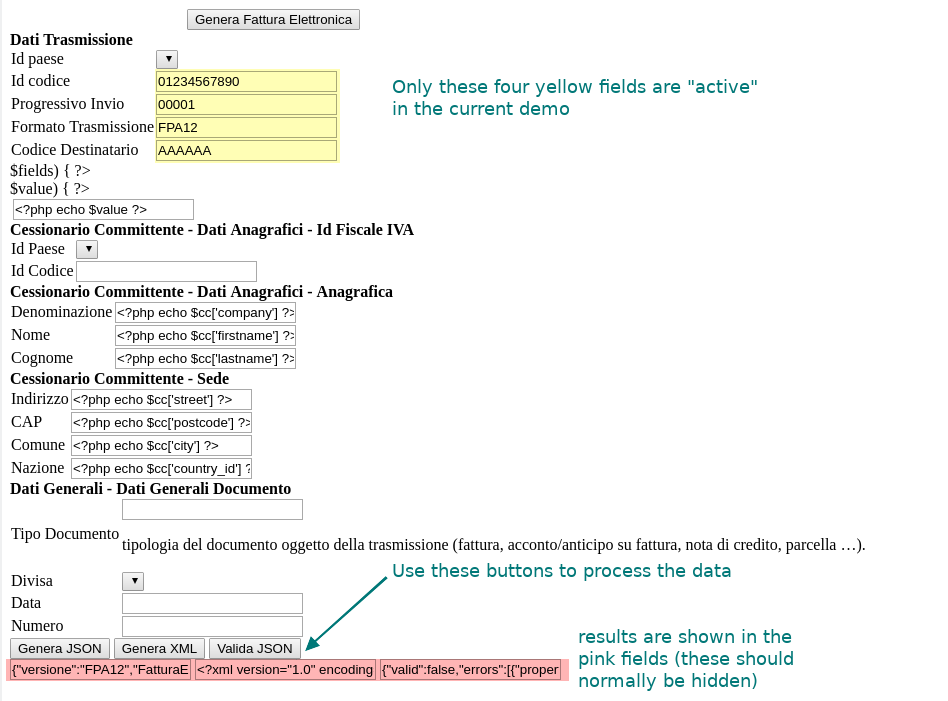 Genera Fattura Elettronica
Dati Trasmissione
Id paese
Id codice 01234567890
Only these four yellow fields are "active"
in the current demo
Progressivo Invio 00001
Formato Trasmissione FPA12
Codice Destinatario AAAAAA
$fields) { ?>
$value) { ?>
<?php echo $value ?>
Cessionario Committente - Dati Anagrafici - Id Fiscale IVA
Id Paese
Id Codice
Cessionario Committente - Dati Anagrafici - Anagrafica
Denominazione <?php echo $cc['company'] ?>
Nome <?php echo $cc['firstname'] ?>
Cognome <?php echo $cc['lastname'] ?>
Cessionario Committente - Sede
Indirizzo <?php echo $cc['street'] ?>
CAP <?php echo $cc['postcode'] ?>
Comune <?php echo $cc['city'] ?>
Nazione <?php echo $cc['country_id'] ?
Dati Generali - Dati Generali Documento
Tipo Documento
tipologia del documento oggetto della trasmissione (fattura, acconto/anticipo su fattura, nota di credito, parcella …).
Divisa
Use these buttons to process the data
Data
Numero
Genera JSON Genera XML Valida JSON
{"versione":"FPA12","FatturaE <?xml version="1.0" encoding {"valid":false,"errors":[{"proper
results are shown in the
pink fields (these should
normally be hidden)